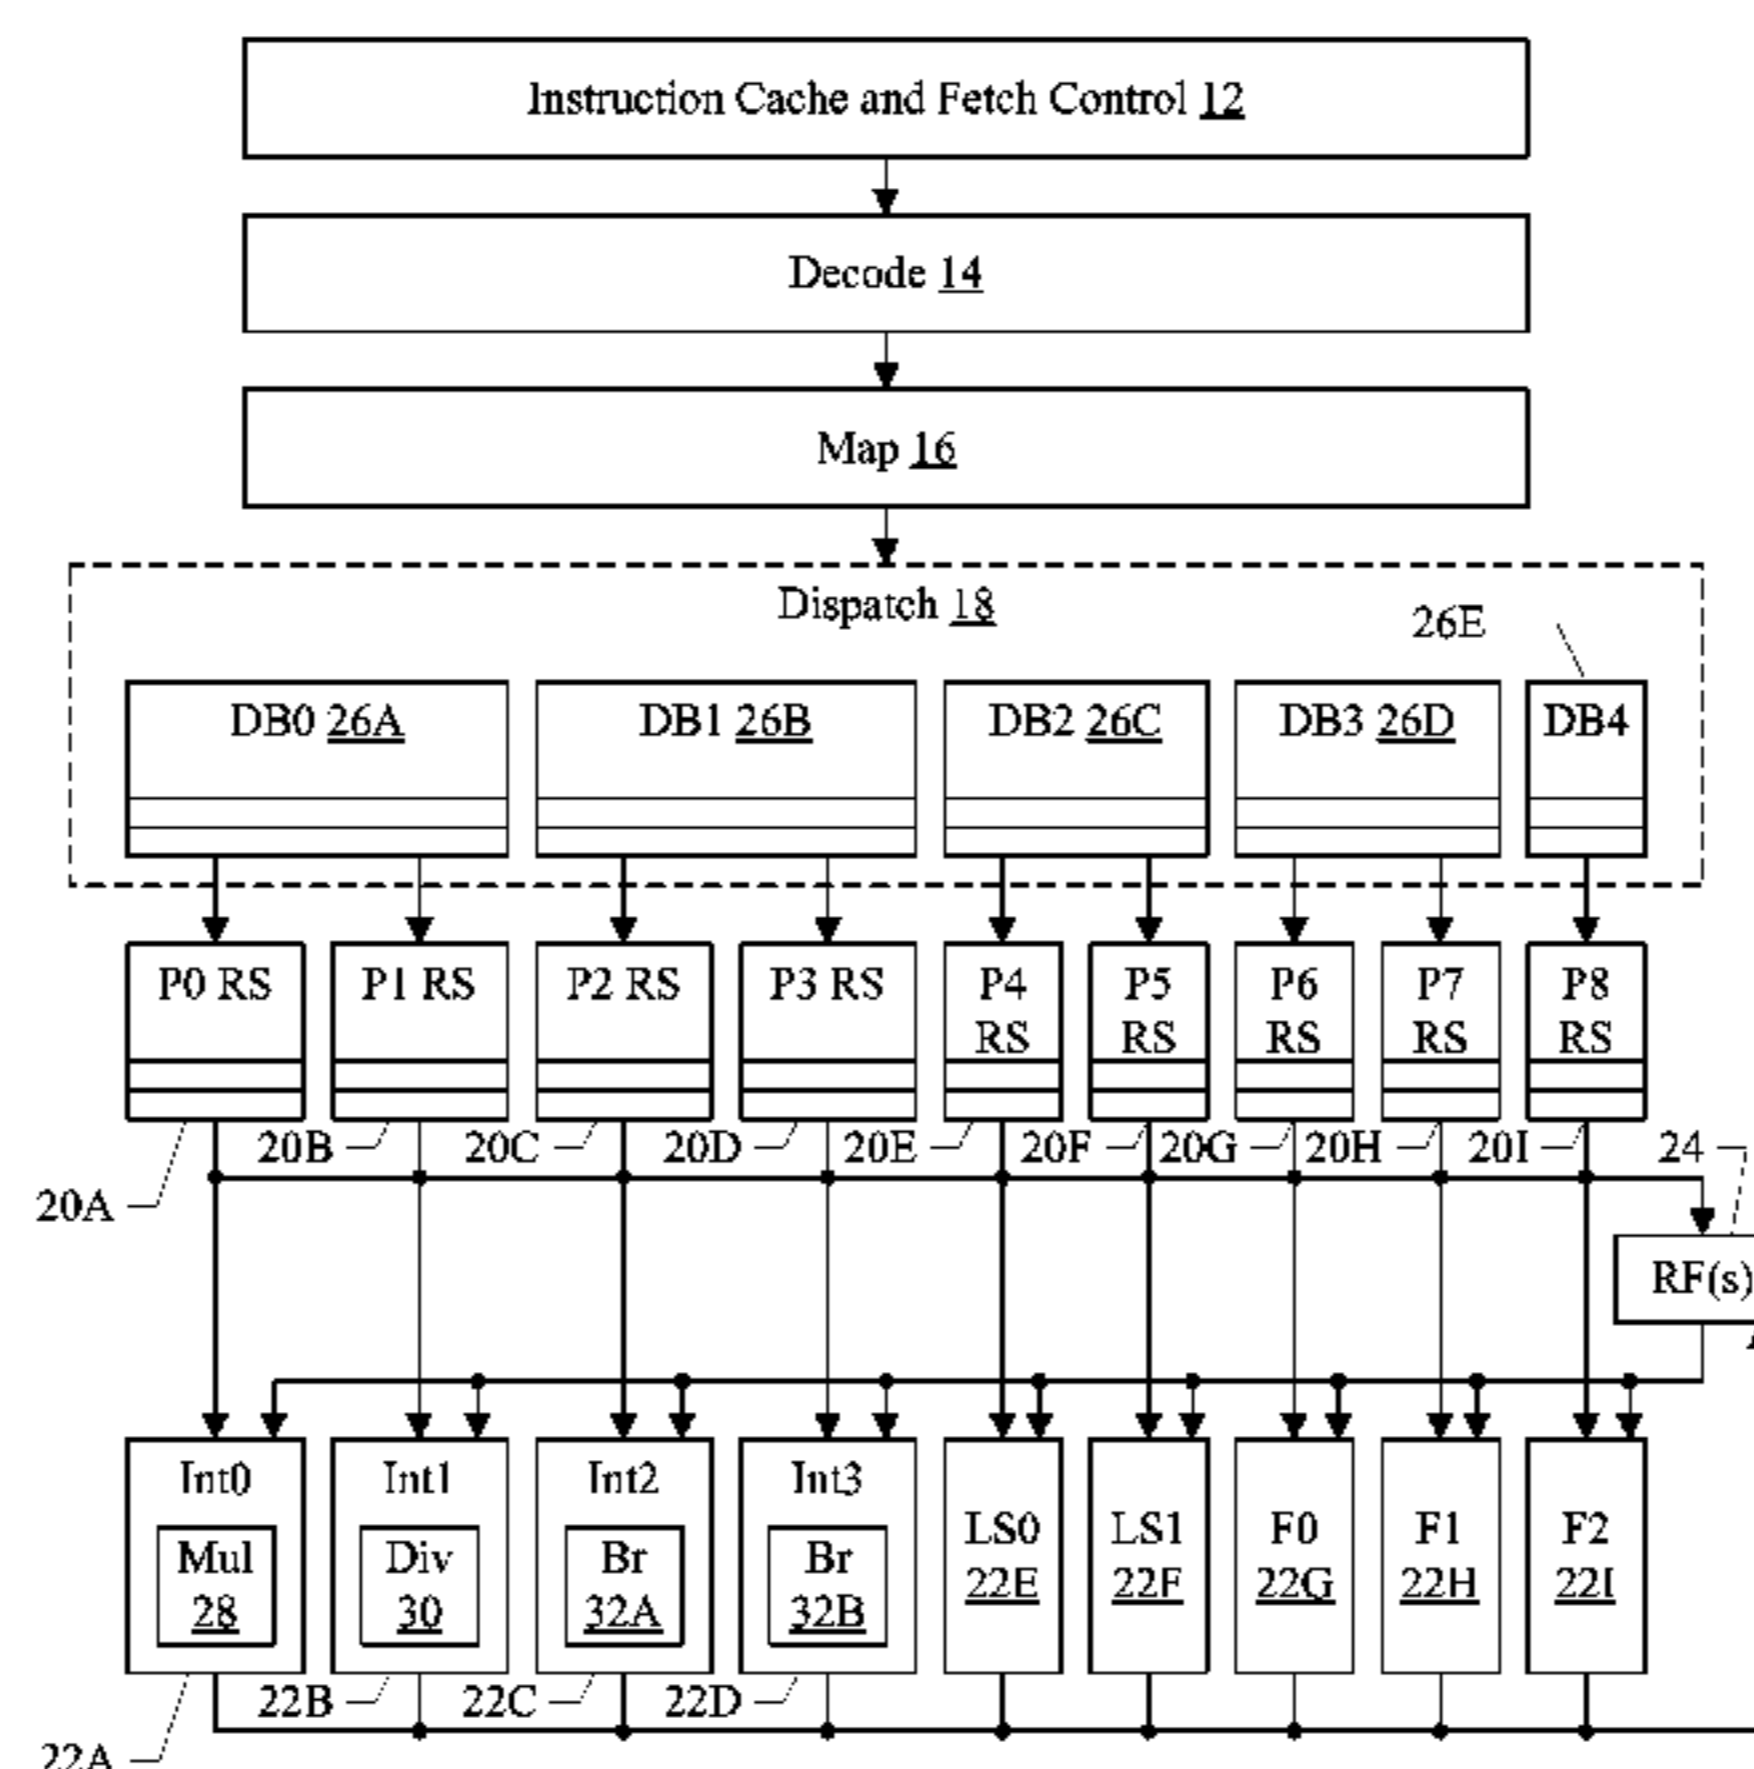 Instruction Cache and Fetch Control 12
Decode 14
Map 16
Dispatch 18
26E
DB0 26A
DB1 26B
DB2 26C
DB3 26D
DB4
P0 RS
P1 RS
P2 RS
P3 RS
P4
RS
P5
RS
P6
RS
P7
RS
P8
RS
20A
20B
20C
20D
20E
20F
20G
20H
20I
24
RF(s)
Int0
Mul
28
Int1
Div
30
Int2
Br
32A
Int3
Br
32B
LS0
22E
LS1
22F
F0
22G
F1
22H
F2
22I
22A
22B
22C
22D